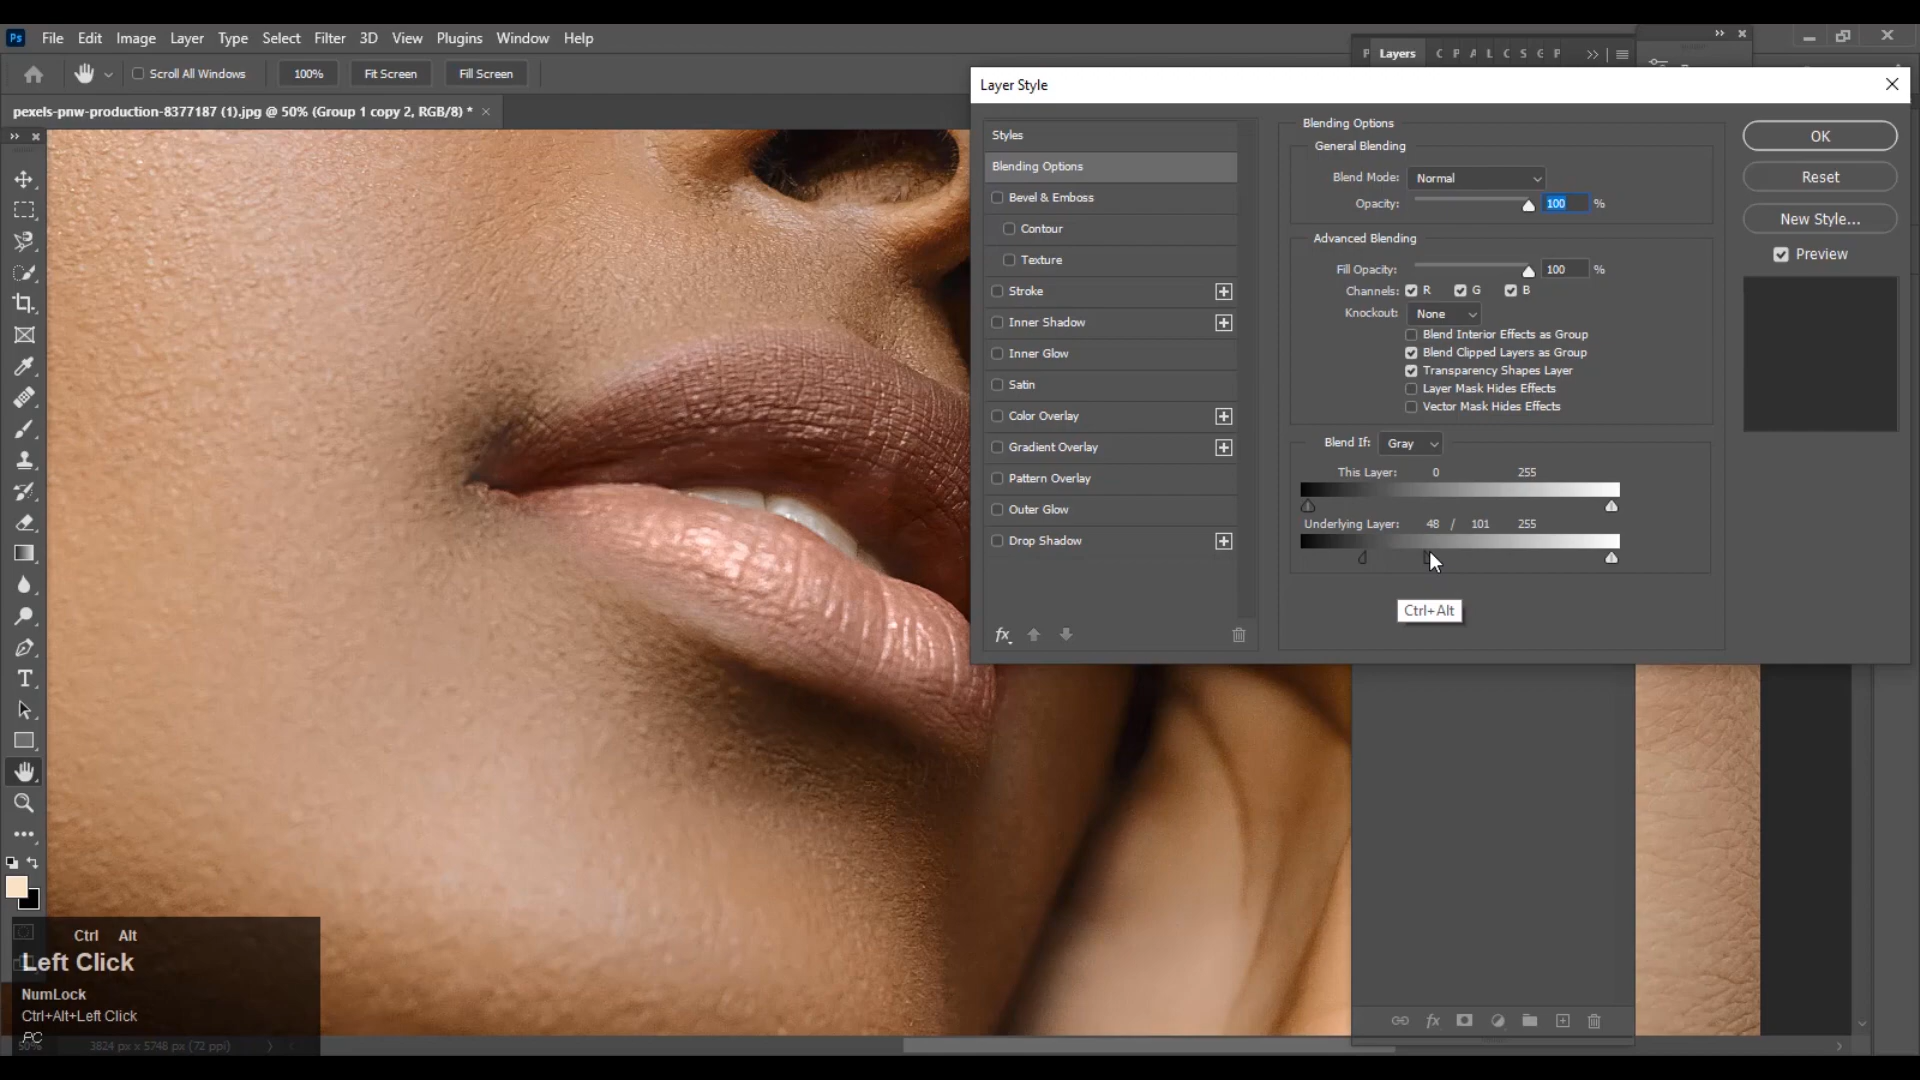 Ps File Edit Image Layer Type Select Filter 3D View Plugins Window Help
Scroll All Windows 100% Fit Screen Fill Screen
P Layers C P A L C S G P
pexels-pnw-production-8377187 (1).jpg @ 50% (Group 1 copy 2, RGB/8) *
Layer Style
Styles
Blending Options
Bevel & Emboss
Contour
Texture
Stroke
Inner Shadow
Inner Glow
Satin
Color Overlay
Gradient Overlay
Pattern Overlay
Outer Glow
Drop Shadow
fx
Blending Options
General Blending
Blend Mode: Normal
Opacity: 100 %
Advanced Blending
Fill Opacity: 100 %
Channels: R G B
Knockout: None
Blend Interior Effects as Group
Blend Clipped Layers as Group
Transparency Shapes Layer
Layer Mask Hides Effects
Vector Mask Hides Effects
Blend If: Gray
This Layer: 0 255
Underlying Layer: 48 / 101 255
Ctrl+Alt
OK
Reset
New Style...
Preview
T
Ctrl Alt
Left Click
NumLock
Ctrl+Alt+Left Click
PC
50% 3824 px x 5748 px (72 ppi)
fx